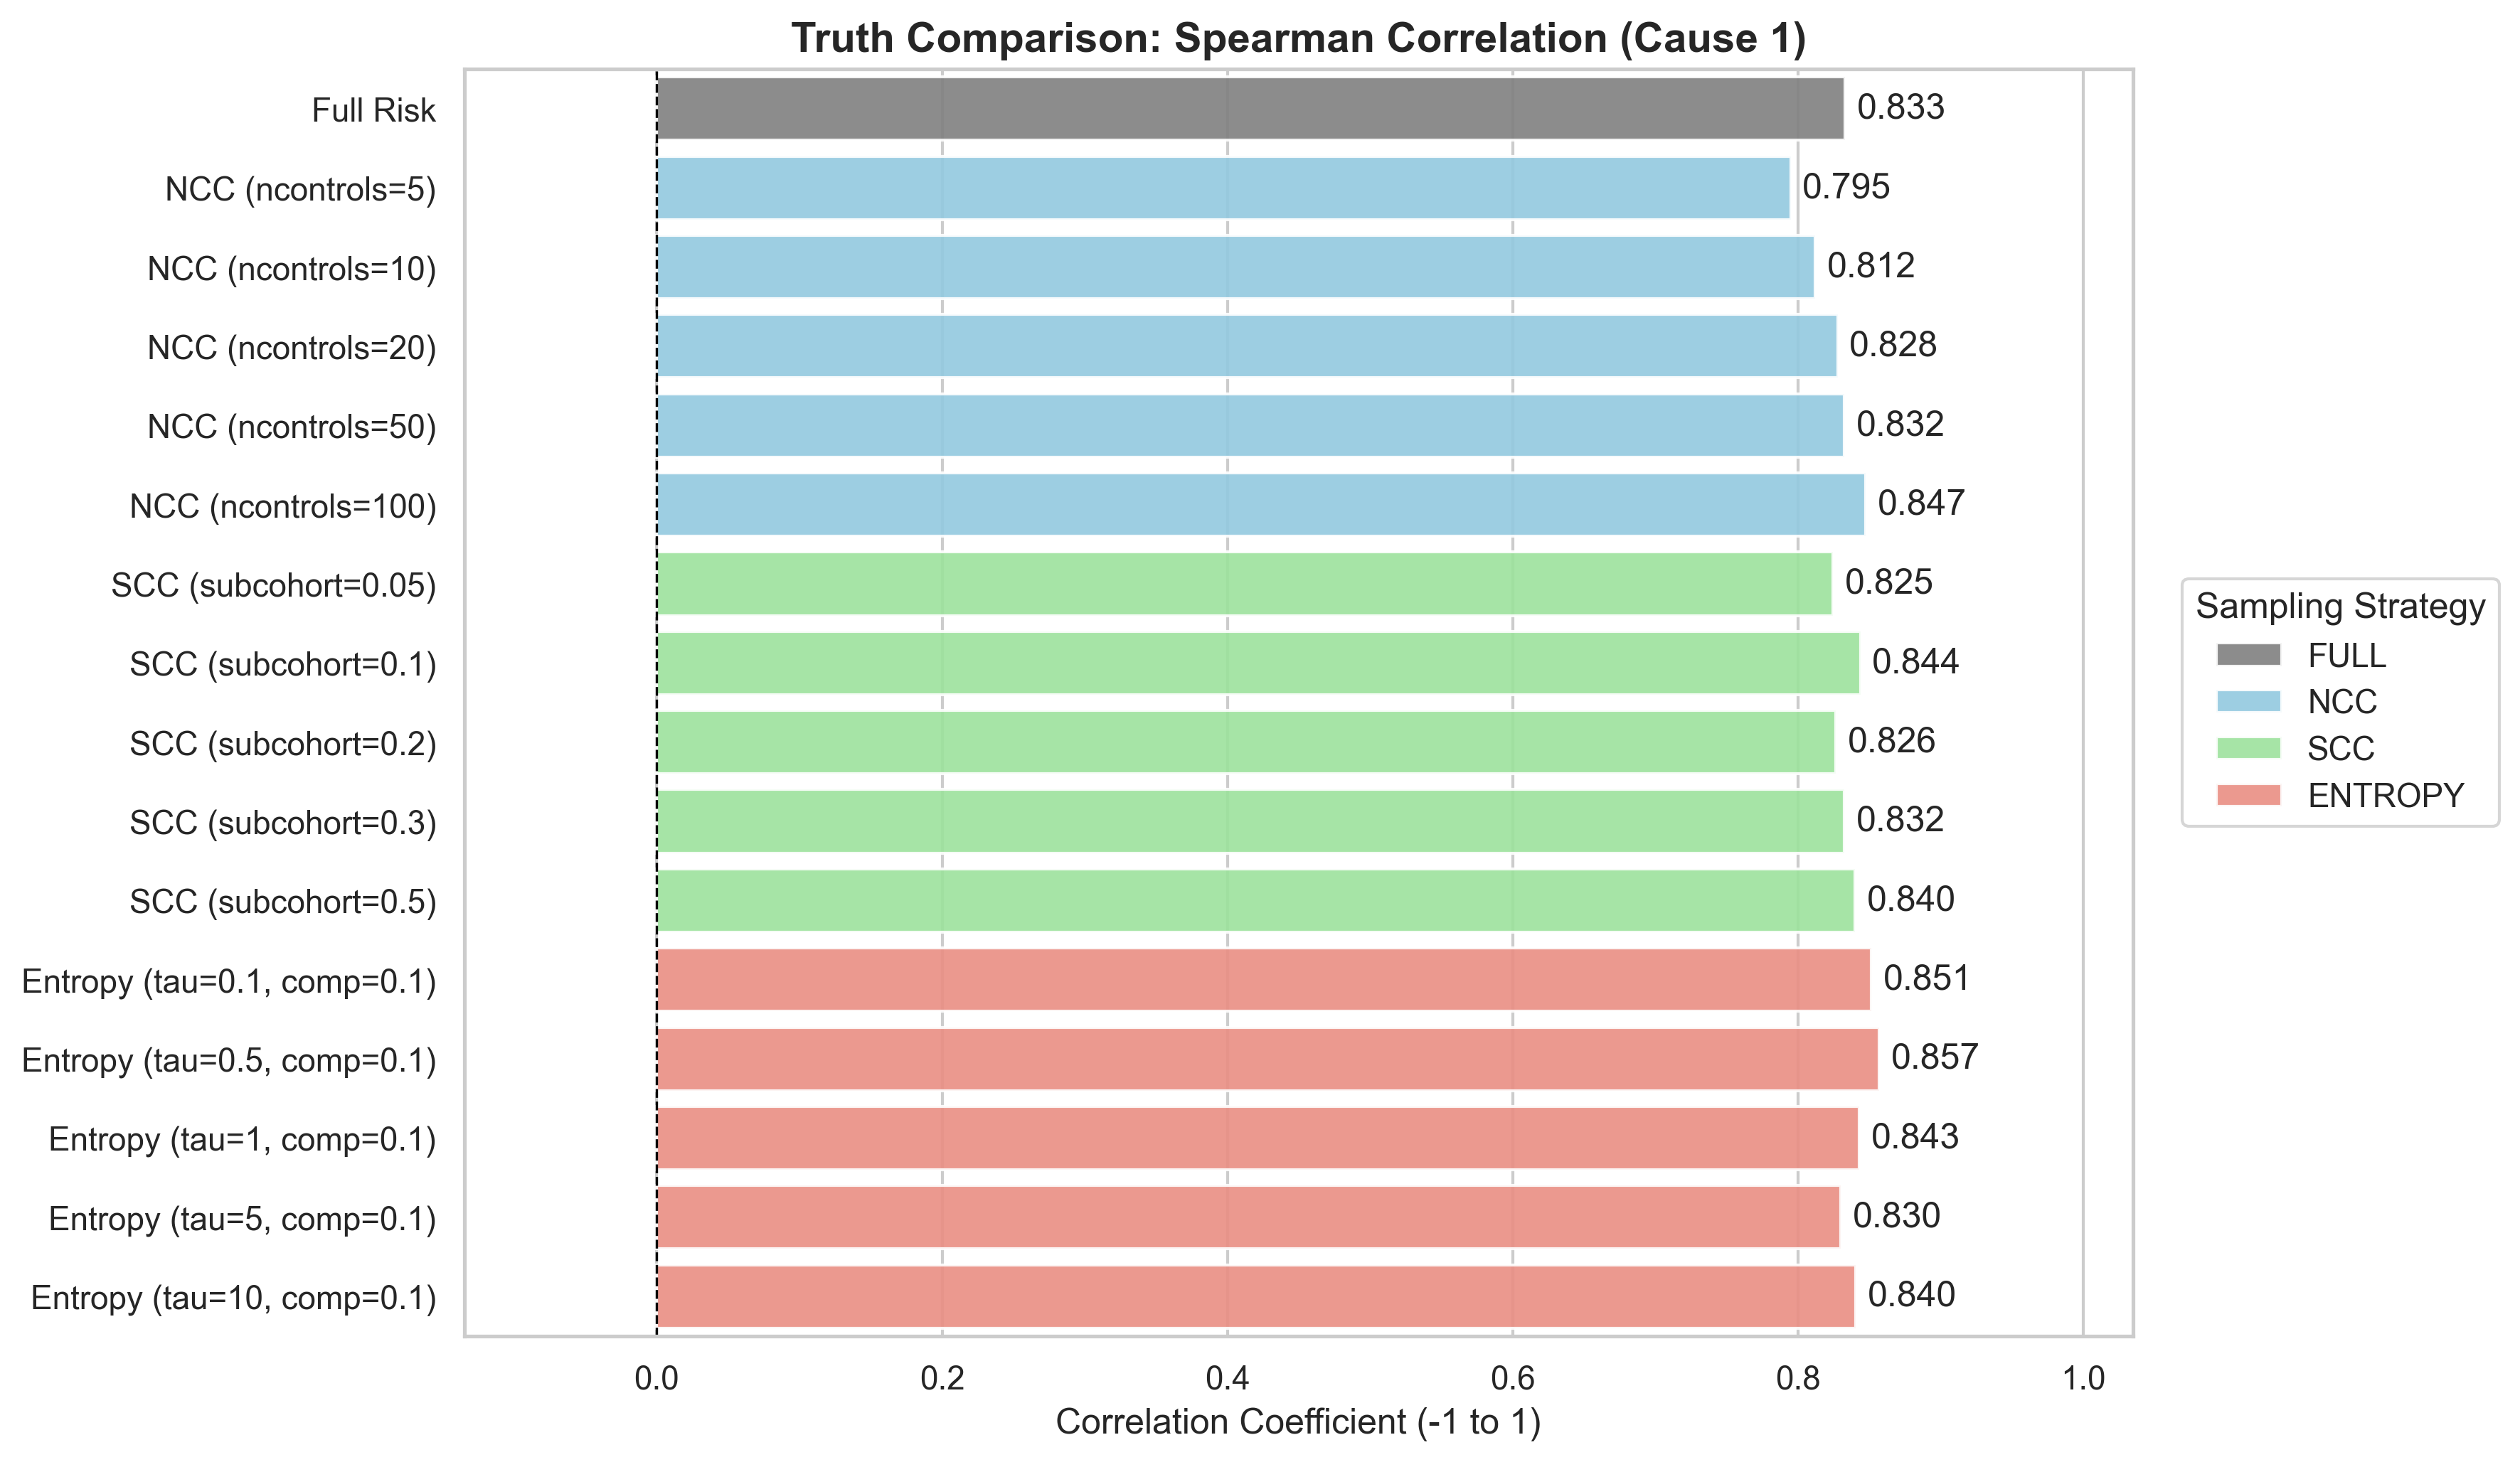 Truth Comparison: Spearman Correlation (Cause 1)
Full Risk 0.833
NCC (ncontrols=5) 0.795
NCC (ncontrols=10) 0.812
NCC (ncontrols=20) 0.828
NCC (ncontrols=50) 0.832
NCC (ncontrols=100) 0.847
SCC (subcohort=0.05) 0.825
SCC (subcohort=0.1) 0.844
SCC (subcohort=0.2) 0.826
SCC (subcohort=0.3) 0.832
SCC (subcohort=0.5) 0.840
Entropy (tau=0.1, comp=0.1) 0.851
Entropy (tau=0.5, comp=0.1) 0.857
Entropy (tau=1, comp=0.1) 0.843
Entropy (tau=5, comp=0.1) 0.830
Entropy (tau=10, comp=0.1) 0.840
0.0 0.2 0.4 0.6 0.8 1.0
Correlation Coefficient (-1 to 1)
Sampling Strategy
FULL
NCC
SCC
ENTROPY